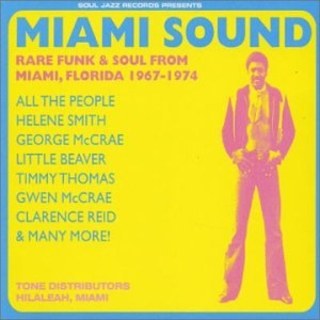 SOUL JAZZ RECORDS PRESENTS
MIAMI SOUND
RARE FUNK & SOUL FROM
MIAMI, FLORIDA 1967-1974
ALL THE PEOPLE
HELENE SMITH
GEORGE McCRAE
LITTLE BEAVER
TIMMY THOMAS
GWEN McCRAE
CLARENCE REID
& MANY MORE!
TONE DISTRIBUTORS
HILALEAH, MIAMI